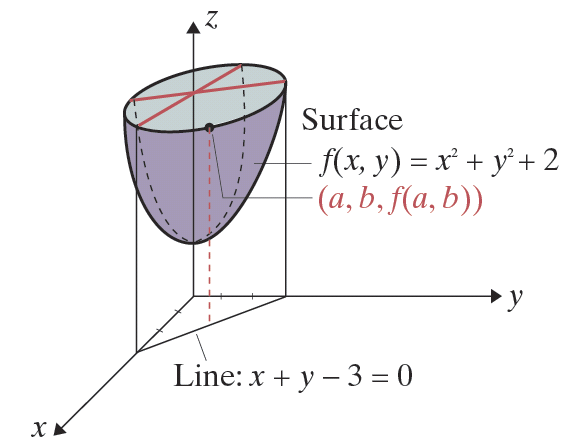 z
Surface
f(x, y) = x² + y² + 2
(a, b, f(a, b))
y
Line: x + y − 3 = 0
x